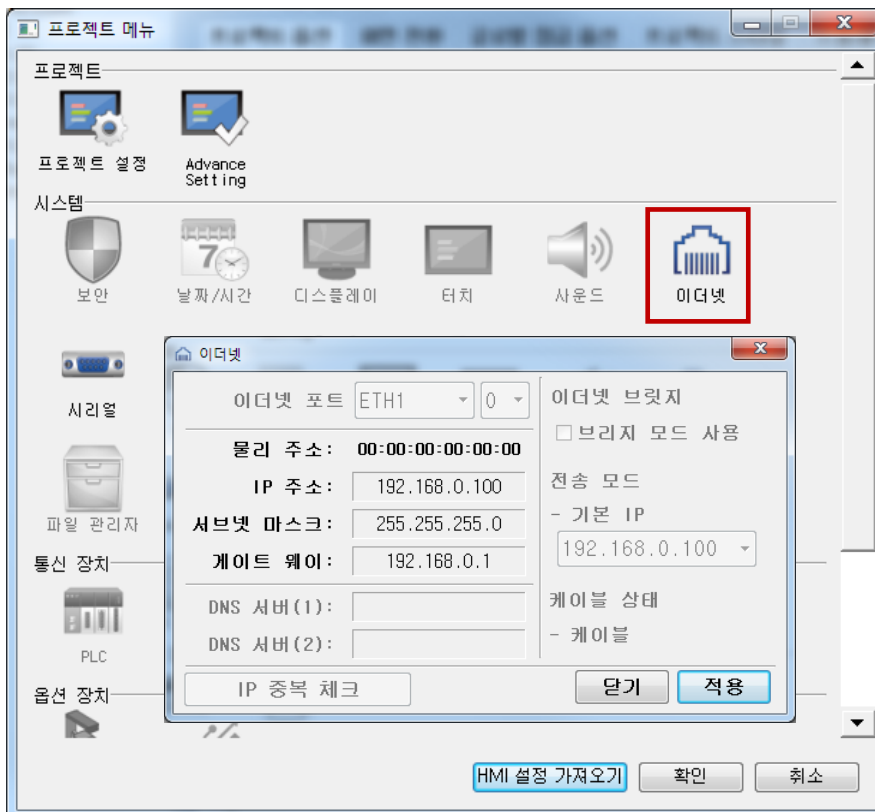 프로젝트 메뉴
프로젝트
프로젝트 설정
Advance
Setting
시스템
보안
날짜/시간
디스플레이
터치
사운드
이더넷
시리얼
파일 관리자
통신 장치
PLC
옵션 장치
이더넷
이더넷 포트 ETH1 0
물리 주소: 00:00:00:00:00:00
IP 주소: 192.168.0.100
서브넷 마스크: 255.255.255.0
게이트 웨이: 192.168.0.1
DNS 서버(1):
DNS 서버(2):
IP 중복 체크
이더넷 브릿지
브리지 모드 사용
전송 모드
- 기본 IP
192.168.0.100
케이블 상태
- 케이블
닫기
적용
HMI 설정 가져오기
확인
취소